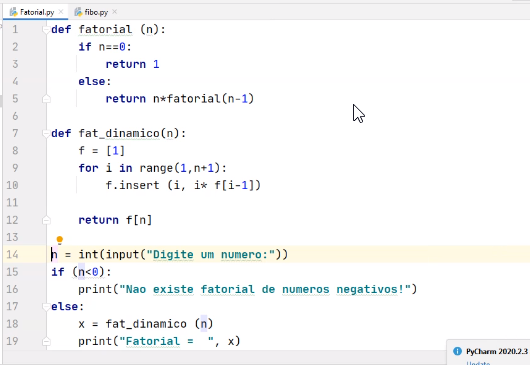 Fatorial.py fibo.py
1 def fatorial (n):
2 if n==0:
3 return 1
4 else:
5 return n*fatorial(n-1)
6
7 def fat_dinamico(n):
8 f = [1]
9 for i in range(1,n+1):
10 f.insert (i, i* f[i-1])
11
12 return f[n]
13
14 n = int(input("Digite um numero:"))
15 if (n<0):
16 print("Nao existe fatorial de numeros negativos!")
17 else:
18 x = fat_dinamico (n)
19 print("Fatorial =  ", x)
PyCharm 2020.2.3
Update